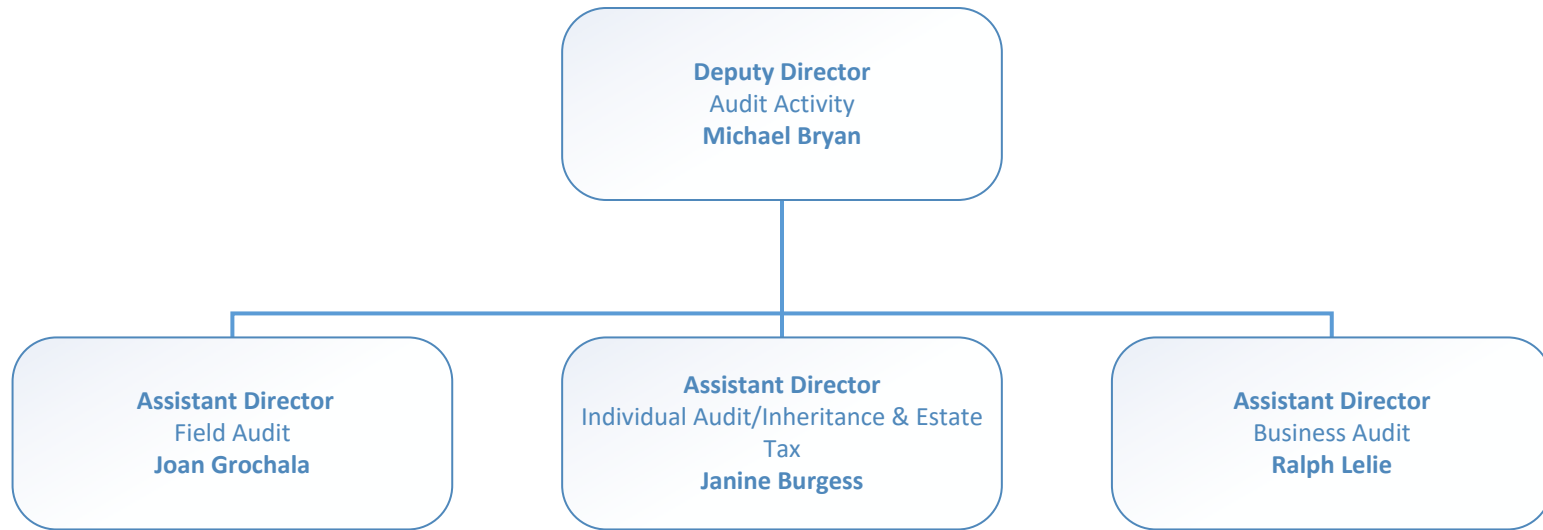 Deputy Director
Audit Activity
Michael Bryan
Assistant Director
Field Audit
Joan Grochala
Assistant Director
Individual Audit/Inheritance & Estate
Tax
Janine Burgess
Assistant Director
Business Audit
Ralph Lelie